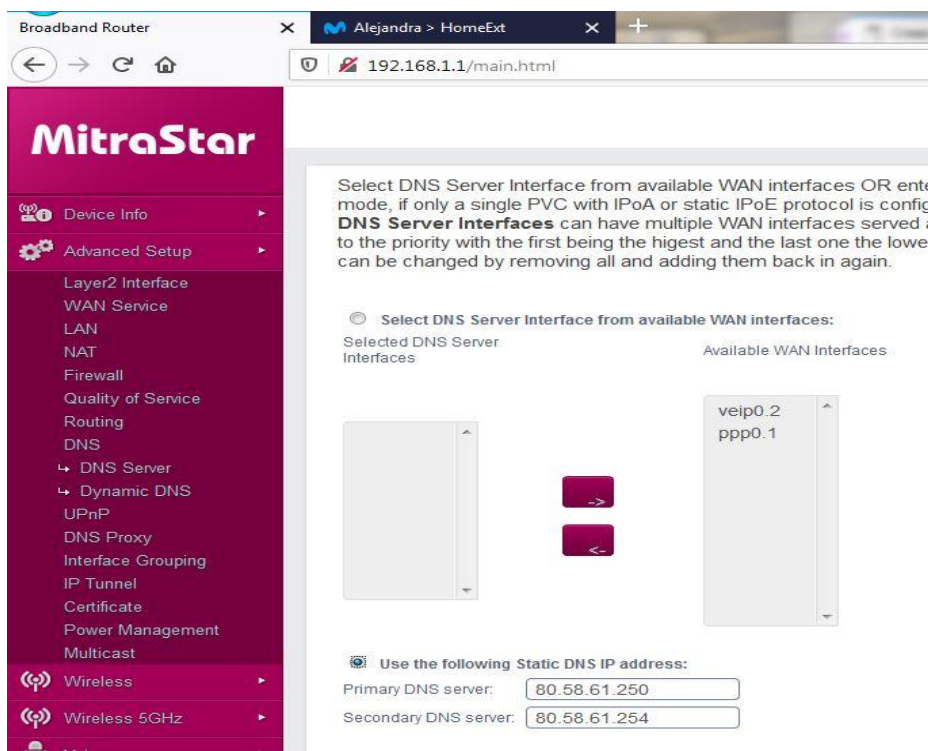 Broadband Router
Alejandra > HomeExt
192.168.1.1/main.html
MitraStar
Device Info
Advanced Setup
Layer2 Interface
WAN Service
LAN
NAT
Firewall
Quality of Service
Routing
DNS
DNS Server
Dynamic DNS
UPnP
DNS Proxy
Interface Grouping
IP Tunnel
Certificate
Power Management
Multicast
Wireless
Wireless 5GHz
Select DNS Server Interface from available WAN interfaces OR ente
mode, if only a single PVC with IPoA or static IPoE protocol is config
DNS Server Interfaces can have multiple WAN interfaces served a
to the priority with the first being the higest and the last one the lowe
can be changed by removing all and adding them back in again.
Select DNS Server Interface from available WAN interfaces:
Selected DNS Server
Interfaces
Available WAN Interfaces
veip0.2
ppp0.1
->
<-
Use the following Static DNS IP address:
Primary DNS server: 80.58.61.250
Secondary DNS server: 80.58.61.254